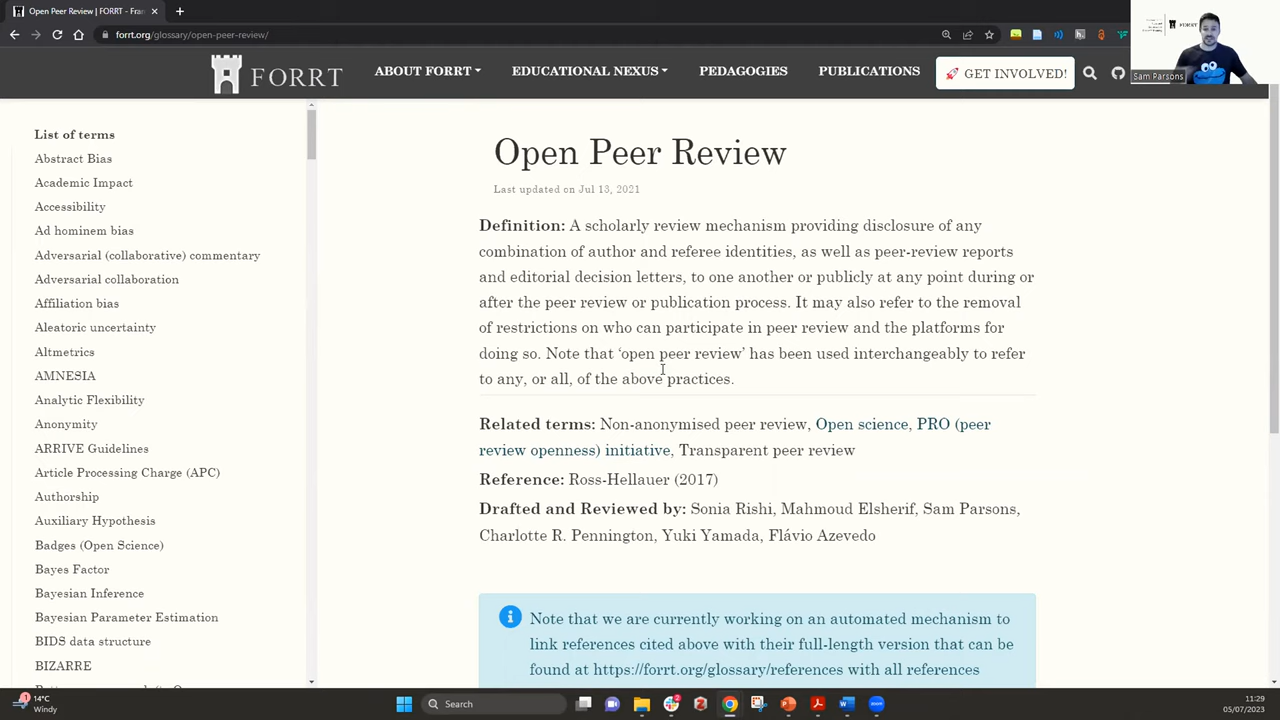 Open Peer Review | FORRT - Fra
forrt.org/glossary/open-peer-review/
Sam Parsons
FORRT
ABOUT FORRT
EDUCATIONAL NEXUS
PEDAGOGIES
PUBLICATIONS
🚀 GET INVOLVED!
List of terms
Abstract Bias
Academic Impact
Accessibility
Ad hominem bias
Adversarial (collaborative) commentary
Adversarial collaboration
Affiliation bias
Aleatoric uncertainty
Altmetrics
AMNESIA
Analytic Flexibility
Anonymity
ARRIVE Guidelines
Article Processing Charge (APC)
Authorship
Auxiliary Hypothesis
Badges (Open Science)
Bayes Factor
Bayesian Inference
Bayesian Parameter Estimation
BIDS data structure
BIZARRE
Open Peer Review
Last updated on Jul 13, 2021
Definition: A scholarly review mechanism providing disclosure of any
combination of author and referee identities, as well as peer-review reports
and editorial decision letters, to one another or publicly at any point during or
after the peer review or publication process. It may also refer to the removal
of restrictions on who can participate in peer review and the platforms for
doing so. Note that ‘open peer review’ has been used interchangeably to refer
to any, or all, of the above practices.
Related terms: Non-anonymised peer review, Open science, PRO (peer
review openness) initiative, Transparent peer review
Reference: Ross-Hellauer (2017)
Drafted and Reviewed by: Sonia Rishi, Mahmoud Elsherif, Sam Parsons,
Charlotte R. Pennington, Yuki Yamada, Flávio Azevedo
Note that we are currently working on an automated mechanism to
link references cited above with their full-length version that can be
found at https://forrt.org/glossary/references with all references
14°C
Windy
Search
11:29
05/07/2023